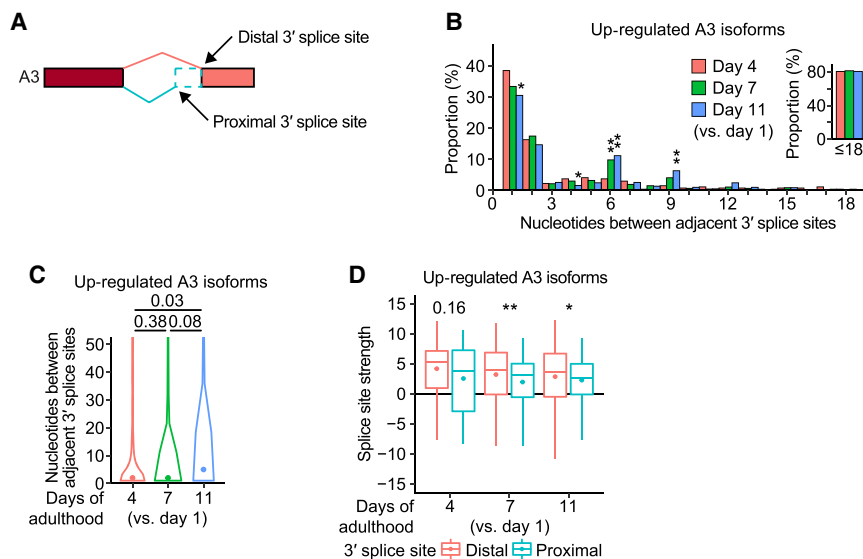 A
Distal 3′ splice site
A3
Proximal 3′ splice site
B
Up-regulated A3 isoforms
Proportion (%)
40
30
20
10
0
*
*
**
**
**
Day 4
Day 7
Day 11
(vs. day 1)
Proportion (%)
80
40
0
≤18
0 3 6 9 12 15 18
Nucleotides between adjacent 3′ splice sites
C
Up-regulated A3 isoforms
0.03
0.38 0.08
Nucleotides between
adjacent 3′ splice sites
50
40
30
20
10
0
Days of
adulthood
4 7 11
(vs. day 1)
D
Up-regulated A3 isoforms
0.16 ** *
Splice site strength
15
10
5
0
−5
−10
−15
Days of
adulthood
4 7 11
(vs. day 1)
3′ splice site Distal Proximal